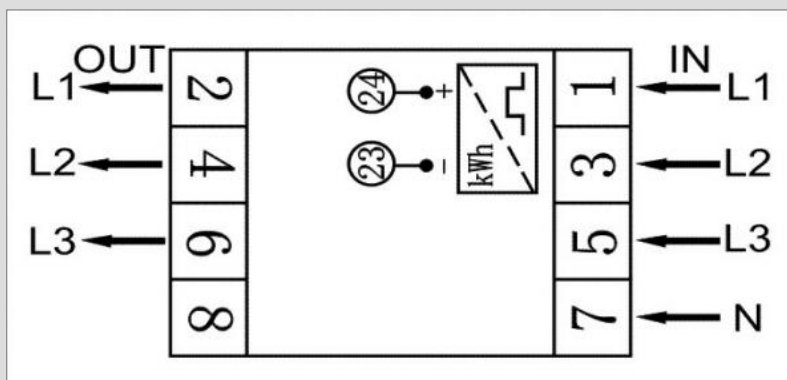 OUT IN
L1 2 24 + 1 L1
L2 4 23 - kWh 3 L2
L3 6 5 L3
8 7 N